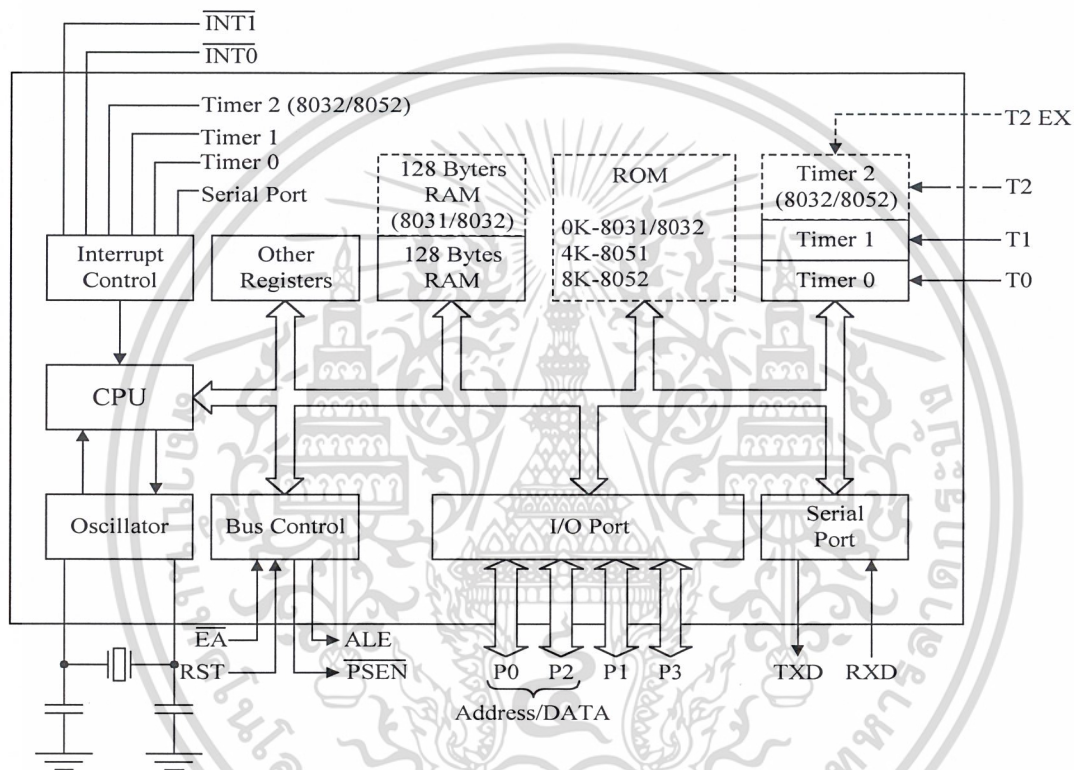 INT1
INT0
Timer 2 (8032/8052)
Timer 1
Timer 0
Serial Port
T2 EX
T2
T1
T0
Interrupt
Control
Other
Registers
128 Byters
RAM
(8031/8032)
128 Bytes
RAM
ROM
0K-8031/8032
4K-8051
8K-8052
Timer 2
(8032/8052)
Timer 1
Timer 0
CPU
Oscillator
Bus Control
I/O Port
Serial
Port
EA
RST
ALE
PSEN
P0 P2 P1 P3
Address/DATA
TXD RXD